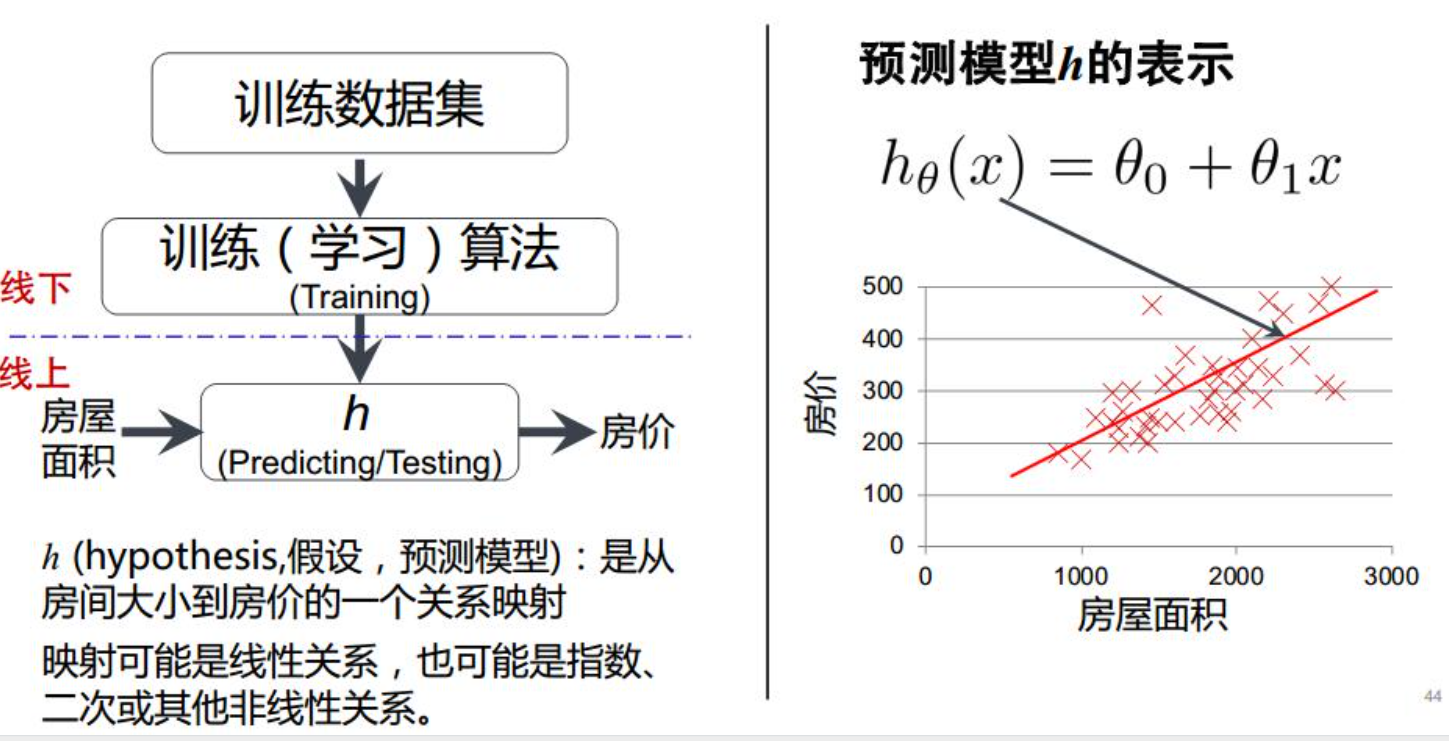 训练数据集
训练（学习）算法
(Training)
线下
线上
房屋
面积
h
(Predicting/Testing)
房价
h (hypothesis,假设，预测模型)：是从
房间大小到房价的一个关系映射
映射可能是线性关系，也可能是指数、
二次或其他非线性关系。
预测模型h的表示
hθ(x) = θ0 + θ1x
500
400
300
200
100
0
房价
0 1000 2000 3000
房屋面积
44